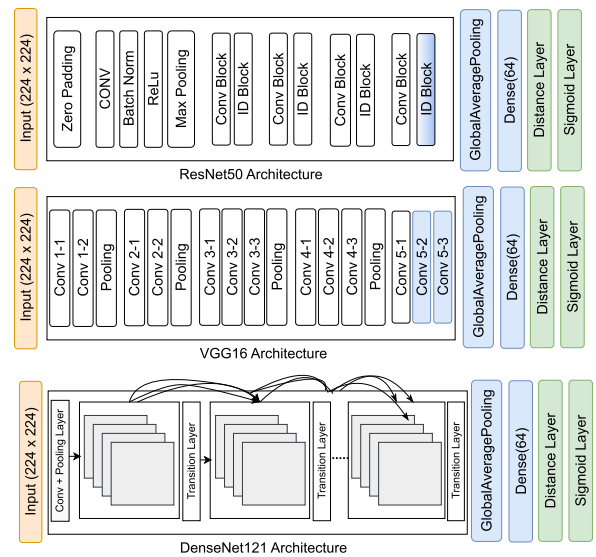 Input (224 x 224)
Zero Padding
CONV
Batch Norm
ReLu
Max Pooling
Conv Block
ID Block
Conv Block
ID Block
Conv Block
ID Block
Conv Block
ID Block
GlobalAveragePooling
Dense(64)
Distance Layer
Sigmoid Layer
ResNet50 Architecture
Input (224 x 224)
Conv 1-1
Conv 1-2
Pooling
Conv 2-1
Conv 2-2
Pooling
Conv 3-1
Conv 3-2
Conv 3-3
Pooling
Conv 4-1
Conv 4-2
Conv 4-3
Pooling
Conv 5-1
Conv 5-2
Conv 5-3
GlobalAveragePooling
Dense(64)
Distance Layer
Sigmoid Layer
VGG16 Architecture
Input (224 x 224)
Conv + Pooling Layer
Transition Layer
Transition Layer
Transition Layer
GlobalAveragePooling
Dense(64)
Distance Layer
Sigmoid Layer
DenseNet121 Architecture